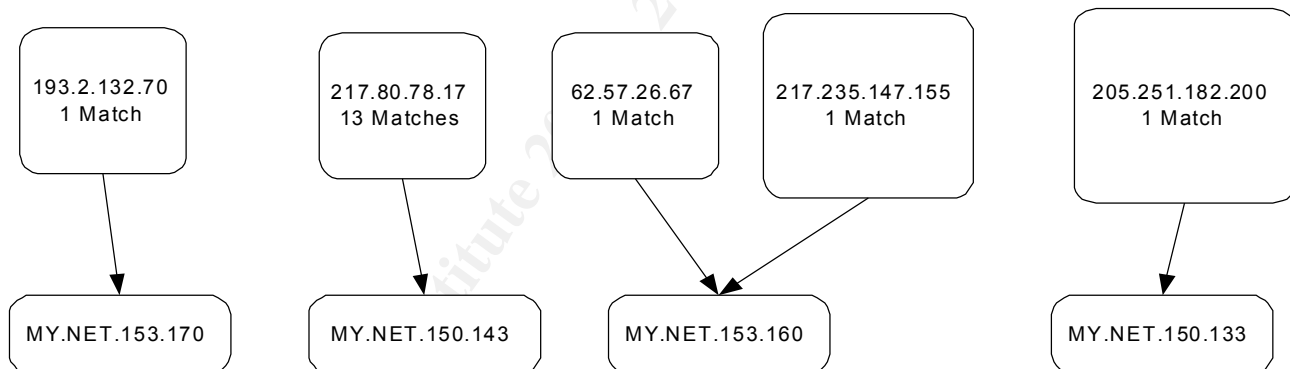 193.2.132.70
1 Match
217.80.78.17
13 Matches
62.57.26.67
1 Match
217.235.147.155
1 Match
205.251.182.200
1 Match
MY.NET.153.170
MY.NET.150.143
MY.NET.153.160
MY.NET.150.133